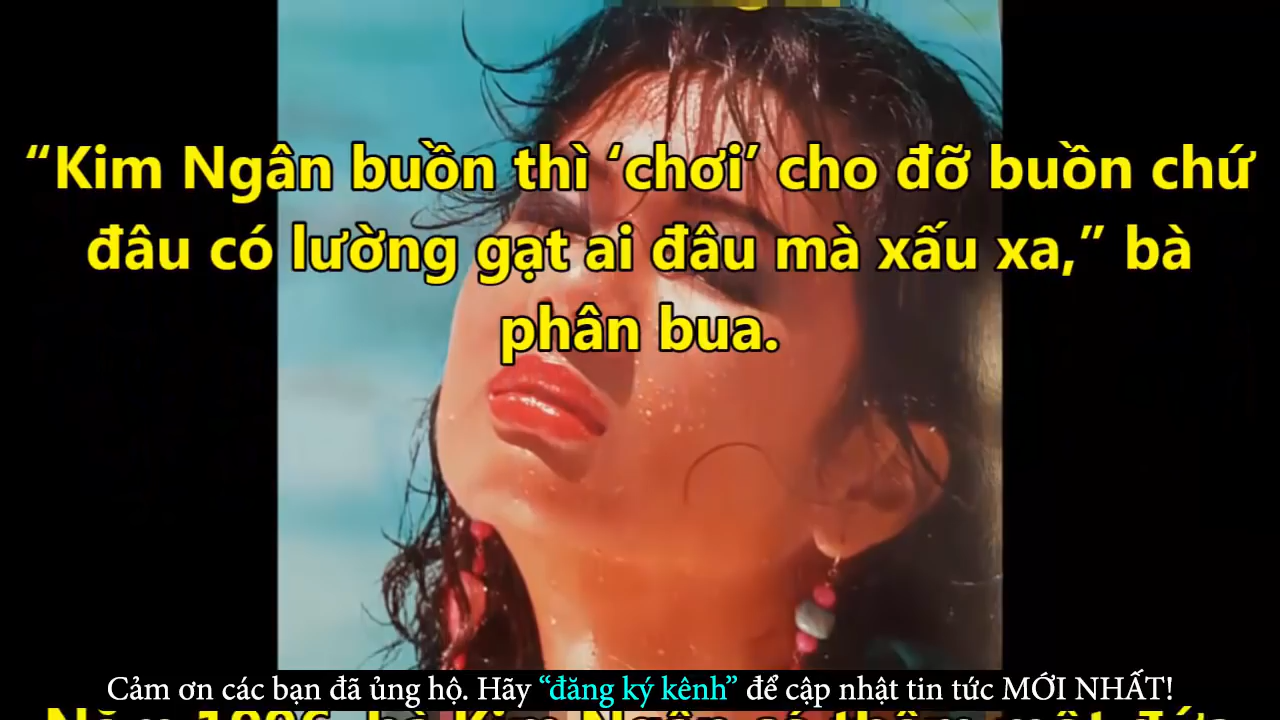 “Kim Ngân buồn thì ‘chơi’ cho đỡ buồn chứ
đâu có lường gạt ai đâu mà xấu xa,” bà
phân bua.
Cảm ơn các bạn đã ủng hộ. Hãy “đăng ký kênh” để cập nhật tin tức MỚI NHẤT!